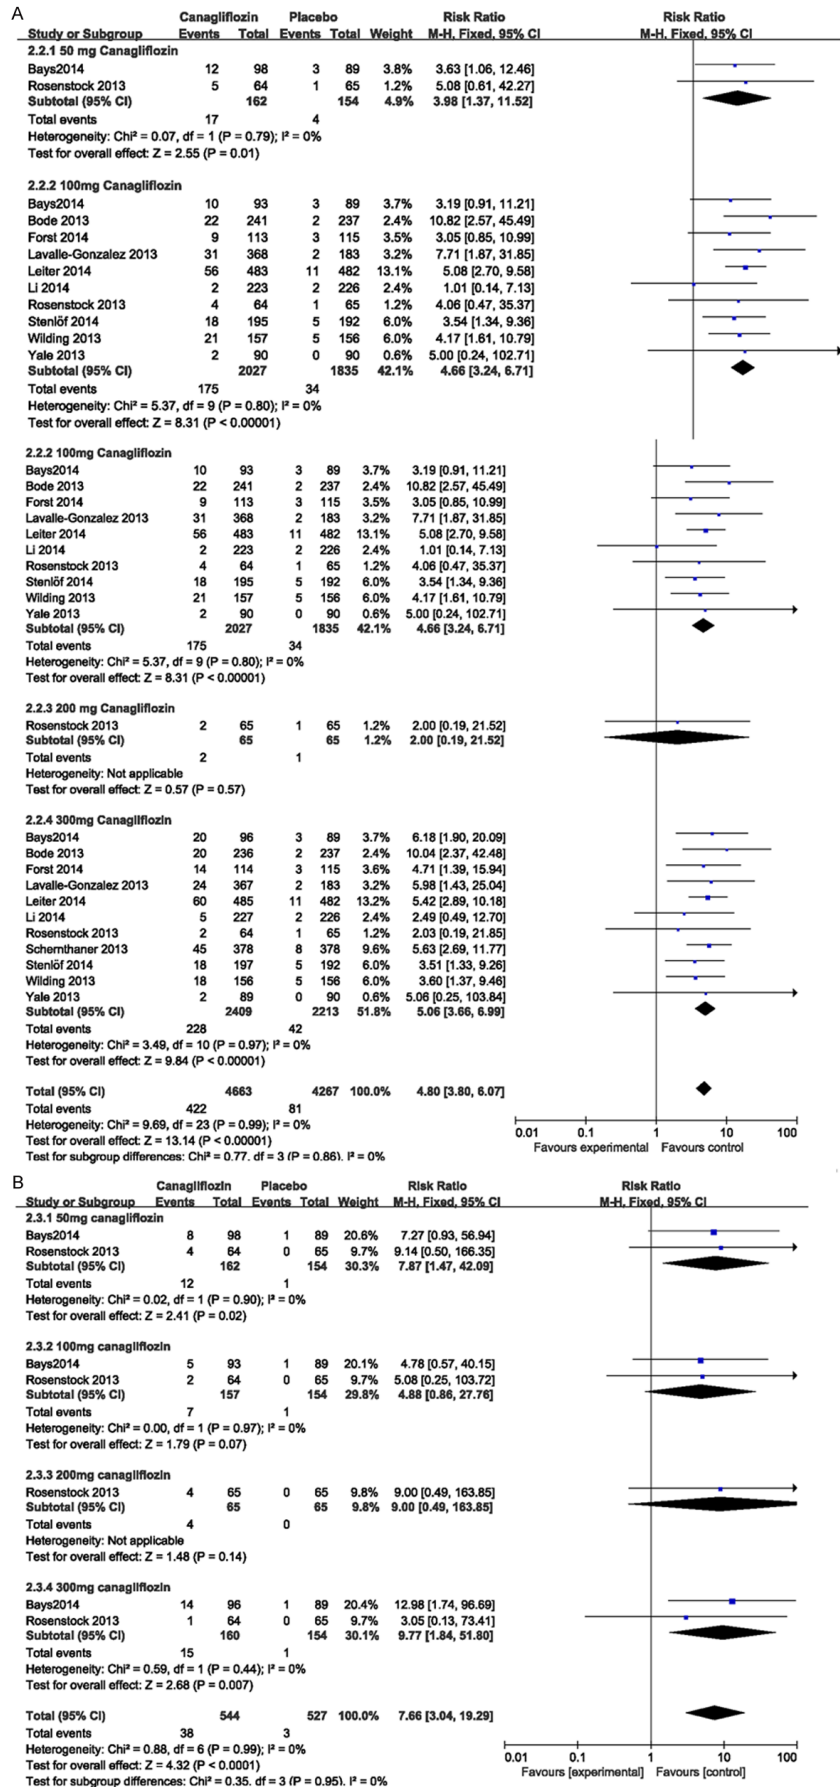 A
Canagliflozin Placebo Risk Ratio Risk Ratio
Study or Subgroup Events Total Events Total Weight M-H, Fixed, 95% CI M-H, Fixed, 95% CI
2.2.1 50 mg Canagliflozin
Bays2014 12 98 3 89 3.8% 3.63 [1.06, 12.46]
Rosenstock 2013 5 64 1 65 1.2% 5.08 [0.61, 42.27]
Subtotal (95% CI) 162 154 4.9% 3.98 [1.37, 11.52]
Total events 17 4
Heterogeneity: Chi² = 0.07, df = 1 (P = 0.79); I² = 0%
Test for overall effect: Z = 2.55 (P = 0.01)
2.2.2 100mg Canagliflozin
Bays2014 10 93 3 89 3.7% 3.19 [0.91, 11.21]
Bode 2013 22 241 2 237 2.4% 10.82 [2.57, 45.49]
Forst 2014 9 113 3 115 3.5% 3.05 [0.85, 10.99]
Lavalle-Gonzalez 2013 31 368 2 183 3.2% 7.71 [1.87, 31.85]
Leiter 2014 56 483 11 482 13.1% 5.08 [2.70, 9.58]
Li 2014 2 223 2 226 2.4% 1.01 [0.14, 7.13]
Rosenstock 2013 4 64 1 65 1.2% 4.06 [0.47, 35.37]
Stenlöf 2014 18 195 5 192 6.0% 3.54 [1.34, 9.36]
Wilding 2013 21 157 5 156 6.0% 4.17 [1.61, 10.79]
Yale 2013 2 90 0 90 0.6% 5.00 [0.24, 102.71]
Subtotal (95% CI) 2027 1835 42.1% 4.66 [3.24, 6.71]
Total events 175 34
Heterogeneity: Chi² = 5.37, df = 9 (P = 0.80); I² = 0%
Test for overall effect: Z = 8.31 (P < 0.00001)
2.2.2 100mg Canagliflozin
Bays2014 10 93 3 89 3.7% 3.19 [0.91, 11.21]
Bode 2013 22 241 2 237 2.4% 10.82 [2.57, 45.49]
Forst 2014 9 113 3 115 3.5% 3.05 [0.85, 10.99]
Lavalle-Gonzalez 2013 31 368 2 183 3.2% 7.71 [1.87, 31.85]
Leiter 2014 56 483 11 482 13.1% 5.08 [2.70, 9.58]
Li 2014 2 223 2 226 2.4% 1.01 [0.14, 7.13]
Rosenstock 2013 4 64 1 65 1.2% 4.06 [0.47, 35.37]
Stenlöf 2014 18 195 5 192 6.0% 3.54 [1.34, 9.36]
Wilding 2013 21 157 5 156 6.0% 4.17 [1.61, 10.79]
Yale 2013 2 90 0 90 0.6% 5.00 [0.24, 102.71]
Subtotal (95% CI) 2027 1835 42.1% 4.66 [3.24, 6.71]
Total events 175 34
Heterogeneity: Chi² = 5.37, df = 9 (P = 0.80); I² = 0%
Test for overall effect: Z = 8.31 (P < 0.00001)
2.2.3 200 mg Canagliflozin
Rosenstock 2013 2 65 1 65 1.2% 2.00 [0.19, 21.52]
Subtotal (95% CI) 65 65 1.2% 2.00 [0.19, 21.52]
Total events 2 1
Heterogeneity: Not applicable
Test for overall effect: Z = 0.57 (P = 0.57)
2.2.4 300mg Canagliflozin
Bays2014 20 96 3 89 3.7% 6.18 [1.90, 20.09]
Bode 2013 20 236 2 237 2.4% 10.04 [2.37, 42.48]
Forst 2014 14 114 3 115 3.5% 4.71 [1.39, 15.94]
Lavalle-Gonzalez 2013 24 367 2 183 3.2% 5.98 [1.43, 25.04]
Leiter 2014 60 485 11 482 13.2% 5.42 [2.89, 10.18]
Li 2014 5 227 2 226 2.4% 2.49 [0.49, 12.70]
Rosenstock 2013 2 64 1 65 1.2% 2.03 [0.19, 21.85]
Schernthaner 2013 45 378 8 378 9.6% 5.63 [2.69, 11.77]
Stenlöf 2014 18 197 5 192 6.0% 3.51 [1.33, 9.26]
Wilding 2013 18 156 5 156 6.0% 3.60 [1.37, 9.46]
Yale 2013 2 89 0 90 0.6% 5.06 [0.25, 103.84]
Subtotal (95% CI) 2409 2213 51.8% 5.06 [3.66, 6.99]
Total events 228 42
Heterogeneity: Chi² = 3.49, df = 10 (P = 0.97); I² = 0%
Test for overall effect: Z = 9.84 (P < 0.00001)
Total (95% CI) 4663 4267 100.0% 4.80 [3.80, 6.07]
Total events 422 81
Heterogeneity: Chi² = 9.69, df = 23 (P = 0.99); I² = 0%
Test for overall effect: Z = 13.14 (P < 0.00001)
Test for subgroup differences: Chi² = 0.77, df = 3 (P = 0.86), I² = 0%
0.01 0.1 1 10 100
Favours experimental Favours control
B
Canagliflozin Placebo Risk Ratio Risk Ratio
Study or Subgroup Events Total Events Total Weight M-H, Fixed, 95% CI M-H, Fixed, 95% CI
2.3.1 50mg canagliflozin
Bays2014 8 98 1 89 20.6% 7.27 [0.93, 56.94]
Rosenstock 2013 4 64 0 65 9.7% 9.14 [0.50, 166.35]
Subtotal (95% CI) 162 154 30.3% 7.87 [1.47, 42.09]
Total events 12 1
Heterogeneity: Chi² = 0.02, df = 1 (P = 0.90); I² = 0%
Test for overall effect: Z = 2.41 (P = 0.02)
2.3.2 100mg canagliflozin
Bays2014 5 93 1 89 20.1% 4.78 [0.57, 40.15]
Rosenstock 2013 2 64 0 65 9.7% 5.08 [0.25, 103.72]
Subtotal (95% CI) 157 154 29.8% 4.88 [0.86, 27.76]
Total events 7 1
Heterogeneity: Chi² = 0.00, df = 1 (P = 0.97); I² = 0%
Test for overall effect: Z = 1.79 (P = 0.07)
2.3.3 200mg canagliflozin
Rosenstock 2013 4 65 0 65 9.8% 9.00 [0.49, 163.85]
Subtotal (95% CI) 65 65 9.8% 9.00 [0.49, 163.85]
Total events 4 0
Heterogeneity: Not applicable
Test for overall effect: Z = 1.48 (P = 0.14)
2.3.4 300mg canagliflozin
Bays2014 14 96 1 89 20.4% 12.98 [1.74, 96.69]
Rosenstock 2013 1 64 0 65 9.7% 3.05 [0.13, 73.41]
Subtotal (95% CI) 160 154 30.1% 9.77 [1.84, 51.80]
Total events 15 1
Heterogeneity: Chi² = 0.59, df = 1 (P = 0.44); I² = 0%
Test for overall effect: Z = 2.68 (P = 0.007)
Total (95% CI) 544 527 100.0% 7.66 [3.04, 19.29]
Total events 38 3
Heterogeneity: Chi² = 0.88, df = 6 (P = 0.99); I² = 0%
Test for overall effect: Z = 4.32 (P < 0.0001)
Test for subgroup differences: Chi² = 0.35, df = 3 (P = 0.95), I² = 0%
0.01 0.1 1 10 100
Favours [experimental] Favours [control]